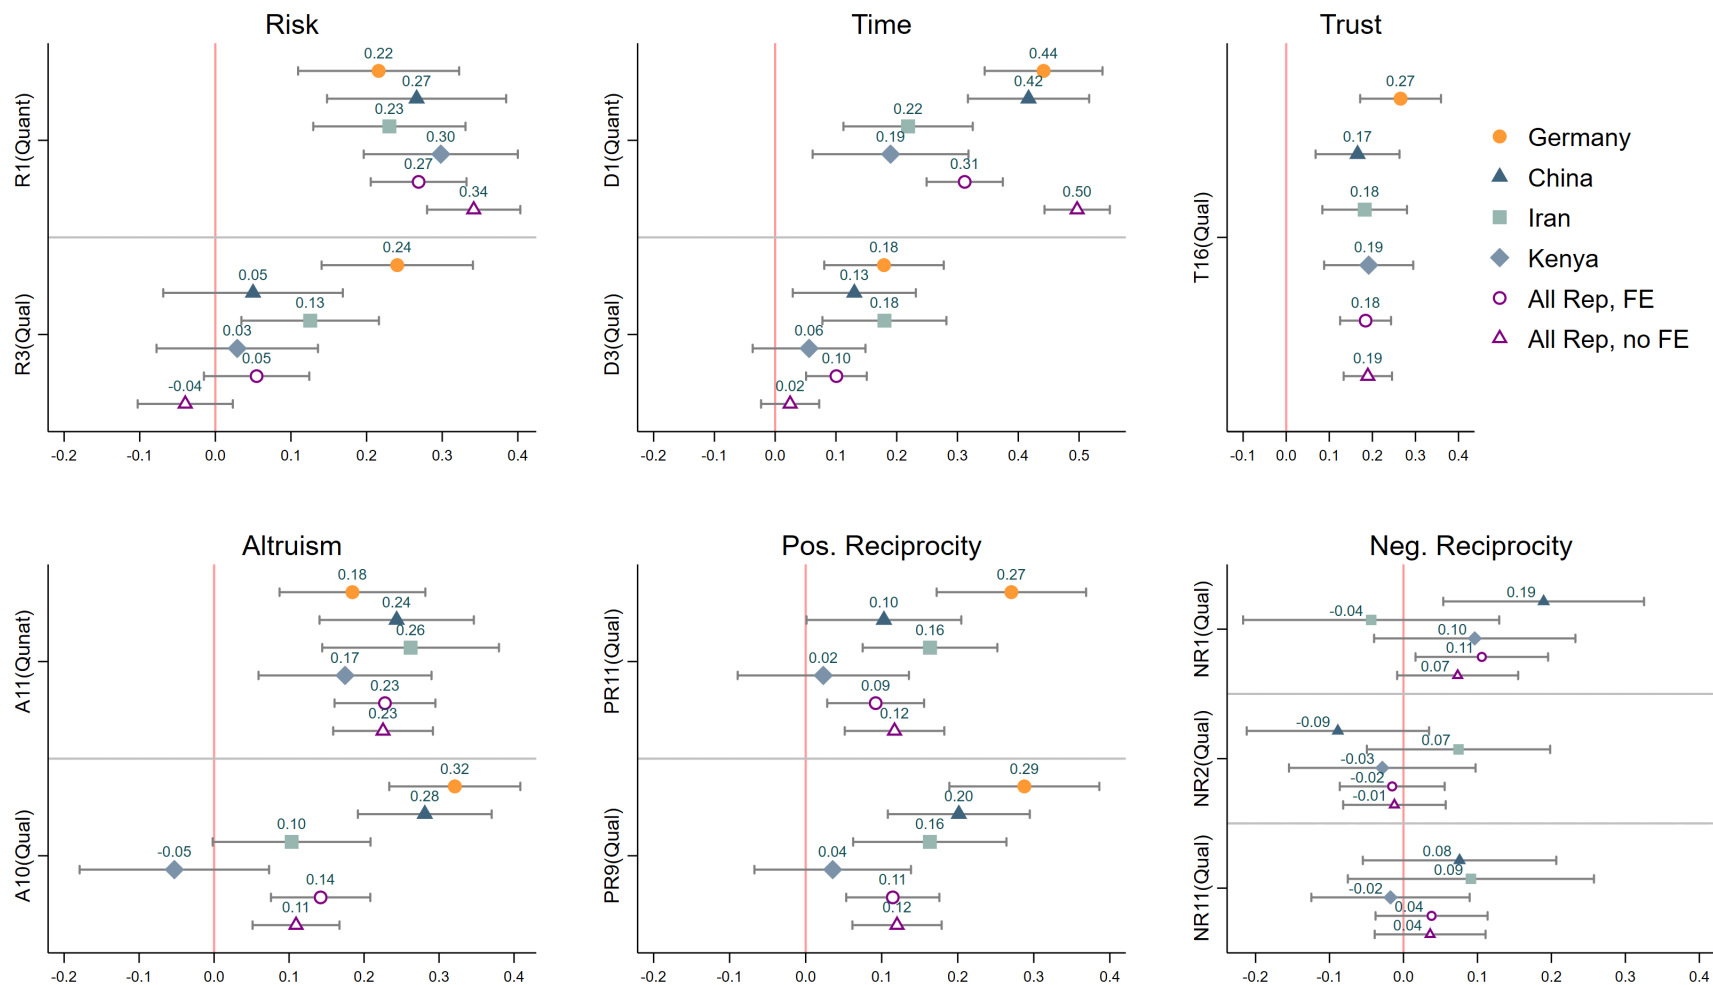 Risk
R1(Quant)
0.22
0.27
0.23
0.30
0.27
0.34
R3(Qual)
0.24
0.05
0.13
0.03
0.05
-0.04
-0.2 -0.1 0.0 0.1 0.2 0.3 0.4
Time
D1(Quant)
0.44
0.42
0.22
0.19
0.31
0.50
D3(Qual)
0.18
0.13
0.18
0.06
0.10
0.02
-0.2 -0.1 0.0 0.1 0.2 0.3 0.4 0.5
Trust
T16(Qual)
0.27
0.17
0.18
0.19
0.18
0.19
-0.1 0.0 0.1 0.2 0.3 0.4
Germany
China
Iran
Kenya
All Rep, FE
All Rep, no FE
Altruism
A11(Qunat)
0.18
0.24
0.26
0.17
0.23
0.23
A10(Qual)
0.32
0.28
0.10
-0.05
0.14
0.11
-0.2 -0.1 0.0 0.1 0.2 0.3 0.4
Pos. Reciprocity
PR11(Qual)
0.27
0.10
0.16
0.02
0.09
0.12
PR9(Qual)
0.29
0.20
0.16
0.04
0.11
0.12
-0.2 -0.1 0.0 0.1 0.2 0.3 0.4
Neg. Reciprocity
NR1(Qual)
0.19
-0.04
0.10
0.11
0.07
NR2(Qual)
-0.09
0.07
-0.03
-0.02
-0.01
NR11(Qual)
0.08
0.09
-0.02
0.04
0.04
-0.2 -0.1 0.0 0.1 0.2 0.3 0.4